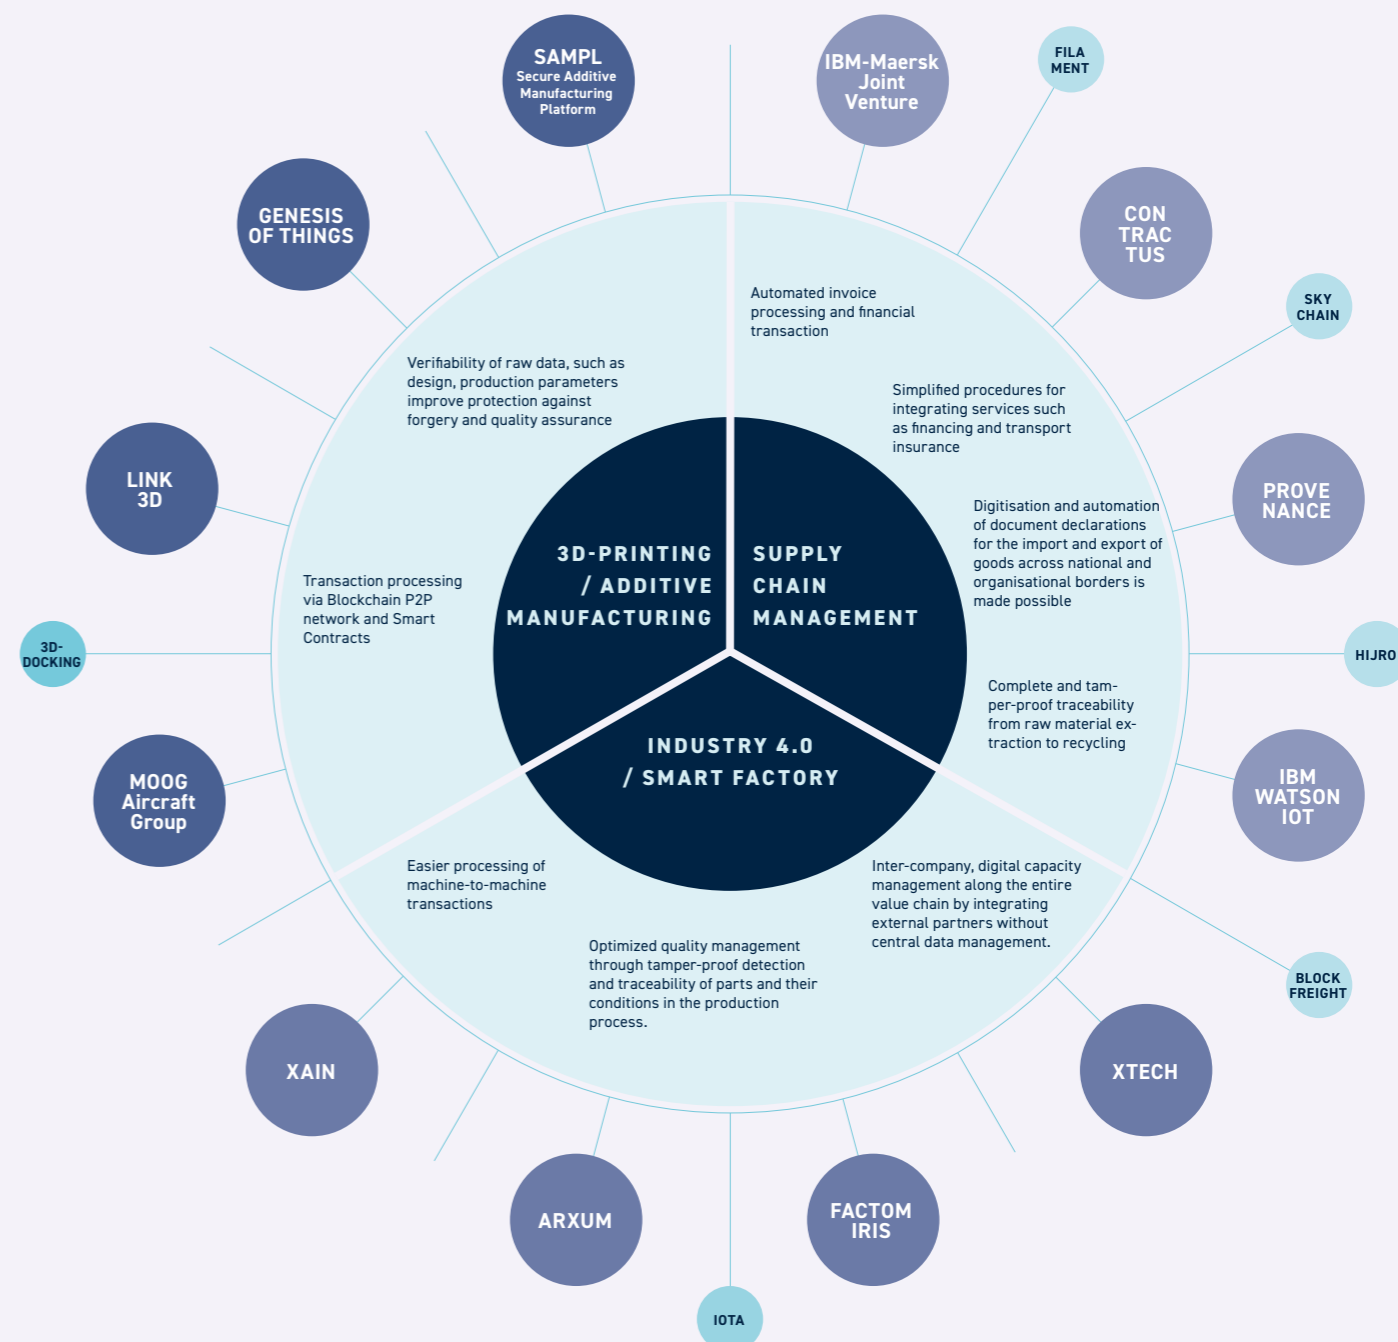 SAMPL
Secure Additive
Manufacturing
Platform
IBM-Maersk
Joint
Venture
FILA
MENT
GENESIS
OF THINGS
CON
TRAC
TUS
SKY
CHAIN
Automated invoice
processing and financial
transaction
Verifiability of raw data, such as
design, production parameters
improve protection against
forgery and quality assurance
Simplified procedures for
integrating services such
as financing and transport
insurance
LINK
3D
PROVE
NANCE
Digitisation and automation
of document declarations
for the import and export of
goods across national and
organisational borders is
made possible
3D-PRINTING
/ ADDITIVE
MANUFACTURING
SUPPLY
CHAIN
MANAGEMENT
Transaction processing
via Blockchain P2P
network and Smart
Contracts
3D-
DOCKING
HIJRO
Complete and tam-
per-proof traceability
from raw material ex-
traction to recycling
INDUSTRY 4.0
/ SMART FACTORY
MOOG
Aircraft
Group
IBM
WATSON
IOT
Easier processing of
machine-to-machine
transactions
Inter-company, digital capacity
management along the entire
value chain by integrating
external partners without
central data management.
Optimized quality management
through tamper-proof detection
and traceability of parts and their
conditions in the production
process.
BLOCK
FREIGHT
XAIN
XTECH
ARXUM
FACTOM
IRIS
IOTA